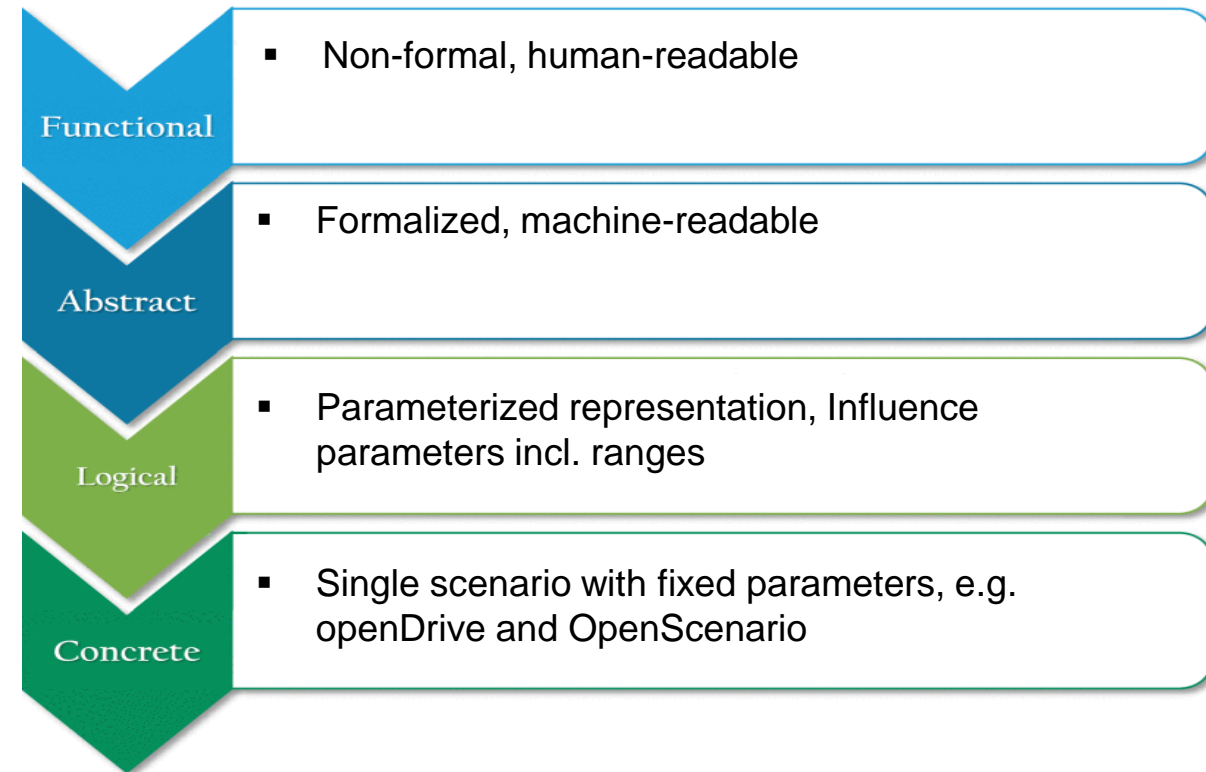 Functional
▪ Non-formal, human-readable
Abstract
▪ Formalized, machine-readable
Logical
▪ Parameterized representation, Influence
parameters incl. ranges
Concrete
▪ Single scenario with fixed parameters, e.g.
openDrive and OpenScenario